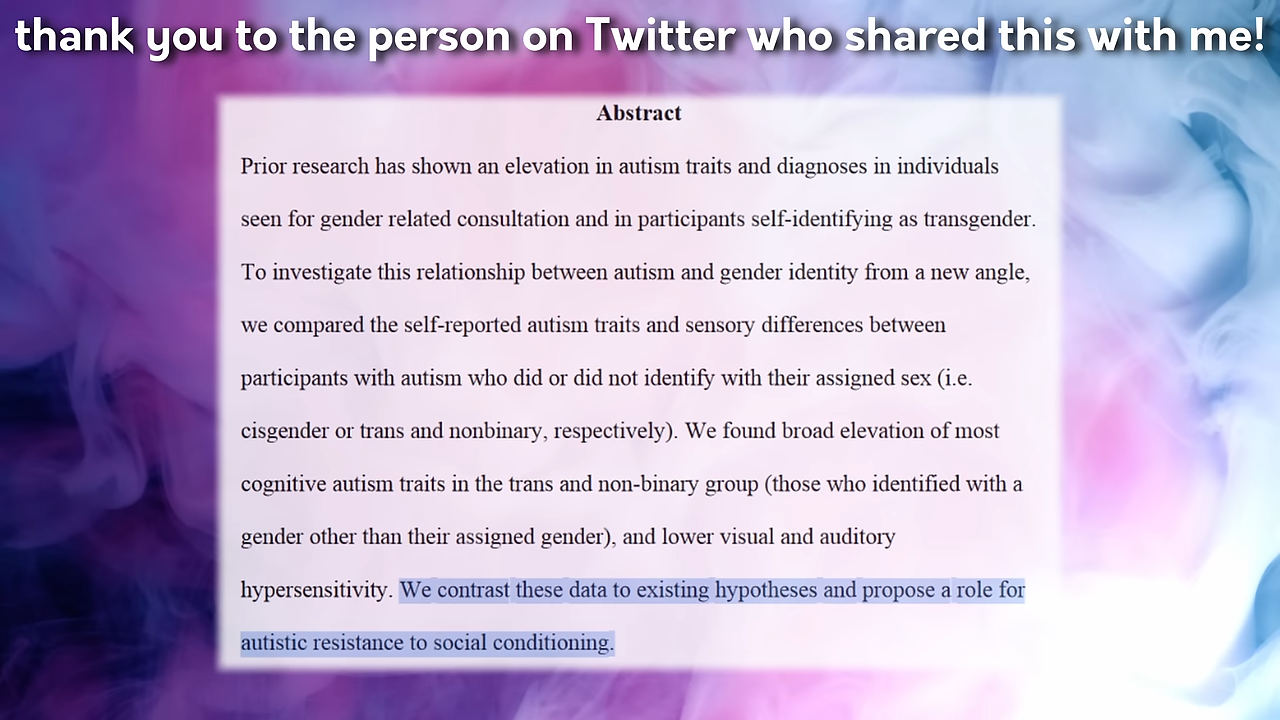 thank you to the person on Twitter who shared this with me!
Abstract
Prior research has shown an elevation in autism traits and diagnoses in individuals
seen for gender related consultation and in participants self-identifying as transgender.
To investigate this relationship between autism and gender identity from a new angle,
we compared the self-reported autism traits and sensory differences between
participants with autism who did or did not identify with their assigned sex (i.e.
cisgender or trans and nonbinary, respectively). We found broad elevation of most
cognitive autism traits in the trans and non-binary group (those who identified with a
gender other than their assigned gender), and lower visual and auditory
hypersensitivity. We contrast these data to existing hypotheses and propose a role for
autistic resistance to social conditioning.